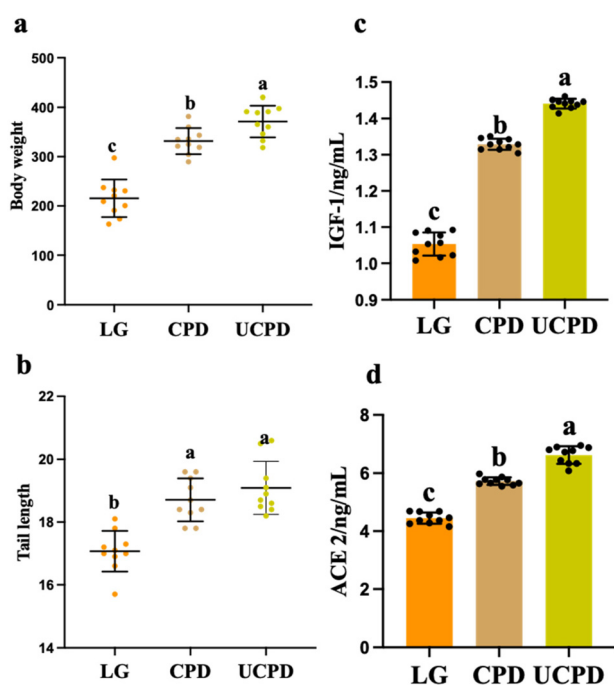 a
Body weight
500
400
300
200
100
0
c
b
a
LG CPD UCPD
c
IGF-1/ng/mL
1.5
1.4
1.3
1.2
1.1
1.0
0.9
c
b
a
LG CPD UCPD
b
Tail length
22
20
18
16
14
b
a
a
LG CPD UCPD
d
ACE 2/ng/mL
8
6
4
2
0
c
b
a
LG CPD UCPD